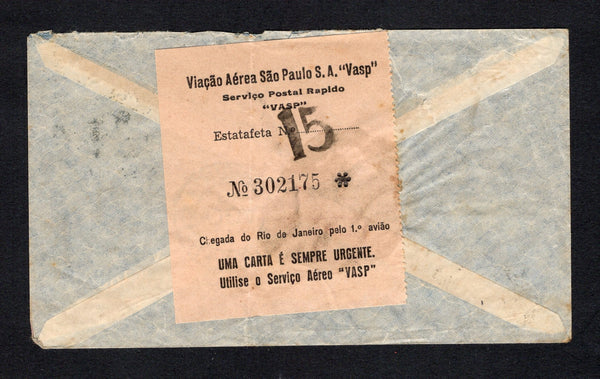 Viação Aérea São Paulo S.A. "Vasp"
Serviço Postal Rapido
"VASP"
Estatafeta No 15
No 302175 *
Chegada do Rio de Janeiro pelo 1.o avião
UMA CARTA É SEMPRE URGENTE.
Utilise o Serviço Aéreo "VASP"